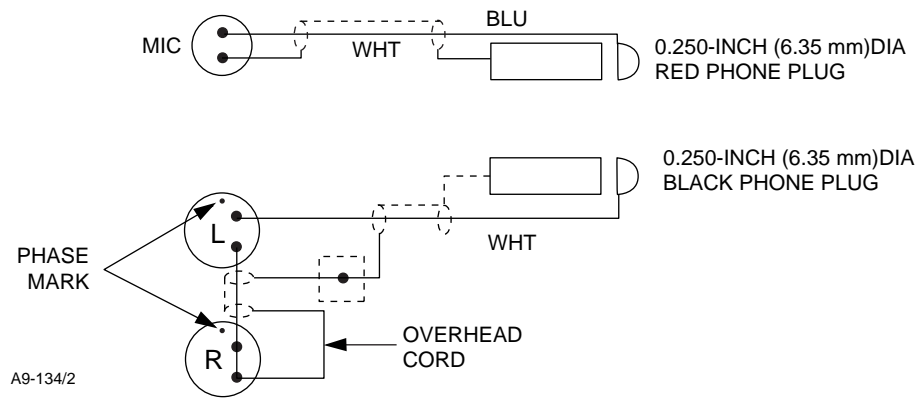 BLU
MIC
WHT
0.250-INCH (6.35 mm)DIA
RED PHONE PLUG
0.250-INCH (6.35 mm)DIA
BLACK PHONE PLUG
L
WHT
PHASE
MARK
OVERHEAD
CORD
R
A9-134/2